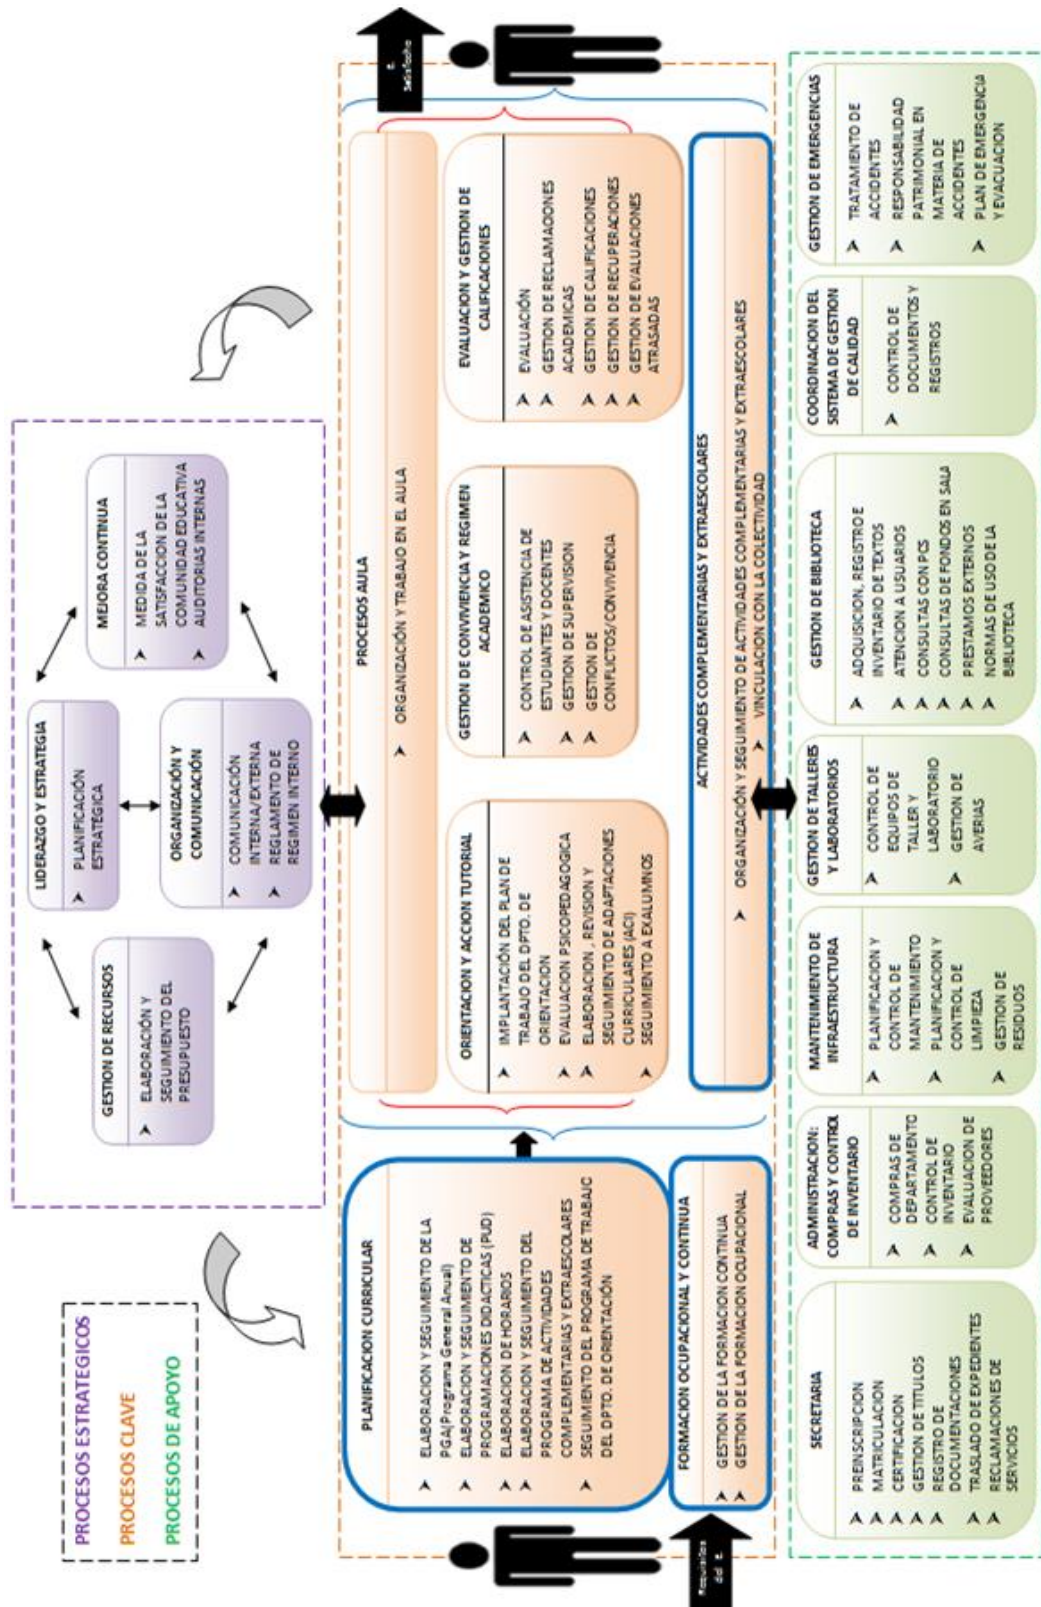 PROCESOS ESTRATEGICOS
PROCESOS CLAVE
PROCESOS DE APOYO
GESTION DE RECURSOS
ELABORACIÓN Y
SEGUIMIENTO DEL
PRESUPUESTO
LIDERAZGO Y ESTRATEGIA
PLANIFICACIÓN
ESTRATÉGICA
ORGANIZACIÓN Y
COMUNICACIÓN
COMUNICACIÓN
INTERNA/EXTERNA
REGLAMENTO DE
REGIMEN INTERNO
MEJORA CONTINUA
MEDIDA DE LA
SATISFACCION DE LA
COMUNIDAD EDUCATIVA
AUDITORIAS INTERNAS
PLANIFICACION CURRICULAR
ELABORACION Y SEGUIMIENTO DE LA
PGA(Programa General Anual)
ELABORACION Y SEGUIMIENTO DE
PROGRAMACIONES DIDACTICAS (PUD)
ELABORACION DE HORARIOS
ELABORACION Y SEGUIMIENTO DEL
PROGRAMA DE ACTIVIDADES
COMPLEMENTARIAS Y EXTRAESCOLARES
SEGUIMIENTO DEL PROGRAMA DE TRABAJO
DEL DPTO. DE ORIENTACIÓN
FORMACION OCUPACIONAL Y CONTINUA
GESTION DE LA FORMACION CONTINUA
GESTION DE LA FORMACION OCUPACIONAL
Requisitos
del E.
PROCESOS AULA
ORGANIZACIÓN Y TRABAJO EN EL AULA
ORIENTACION Y ACCION TUTORIAL
IMPLANTACIÓN DEL PLAN DE
TRABAJO DEL DPTO. DE
ORIENTACION
EVALUACION PSICOPEDAGOGICA
ELABORACION , REVISION Y
SEGUIMIENTO DE ADAPTACIONES
CURRICULARES (ACI)
SEGUIMIENTO A EXALUMNOS
GESTION DE CONVIVIENCIA Y REGIMEN
ACADEMICO
CONTROL DE ASISTENCIA DE
ESTUDIANTES Y DOCENTES
GESTION DE SUPERVISION
GESTION DE
CONFLICTOS/CONVIVENCIA
EVALUACION Y GESTION DE
CALIFICACIONES
EVALUACIÓN
GESTION DE RECLAMACIONES
ACADEMICAS
GESTION DE CALIFICACIONES
GESTION DE RECUPERACIONES
GESTION DE EVALUACIONES
ATRASADAS
ACTIVIDADES COMPLEMENTARIAS Y EXTRAESCOLARES
ORGANIZACIÓN Y SEGUIMIENTO DE ACTIVIDADES COMPLEMENTARIAS Y EXTRAESCOLARES
VINCULACION CON LA COLECTIVIDAD
E.
Satisfecho
SECRETARIA
PREINSCRIPCION
MATRICULACION
CERTIFICACION
GESTION DE TITULOS
REGISTRO DE
DOCUMENTACIONES
TRASLADO DE EXPEDIENTES
RECLAMACIONES DE
SERVICIOS
ADMINISTRACION:
COMPRAS Y CONTROL
DE INVENTARIO
COMPRAS DE
DEPARTAMENTO
CONTROL DE
INVENTARIO
EVALUACION DE
PROVEEDORES
MANTENIMIENTO DE
INFRAESTRUCTURA
PLANIFICACION Y
CONTROL DE
MANTENIMIENTO
PLANIFICACION Y
CONTROL DE
LIMPIEZA
GESTION DE
RESIDUOS
GESTION DE TALLERES
Y LABORATORIOS
CONTROL DE
EQUIPOS DE
TALLER Y
LABORATORIO
GESTION DE
AVERIAS
GESTION DE BIBLIOTECA
ADQUISICION, REGISTRO E
INVENTARIO DE TEXTOS
ATENCION A USUARIOS
CONSULTAS CON PCS
CONSULTAS DE FONDOS EN SALA
PRESTAMOS EXTERNOS
NORMAS DE USO DE LA
BIBLIOTECA
COORDINACION DEL
SISTEMA DE GESTION
DE CALIDAD
CONTROL DE
DOCUMENTOS Y
REGISTROS
GESTION DE EMERGENCIAS
TRATAMIENTO DE
ACCIDENTES
RESPONSABILIDAD
PATRIMONIAL EN
MATERIA DE
ACCIDENTES
PLAN DE EMERGENCIA
Y EVACUACION